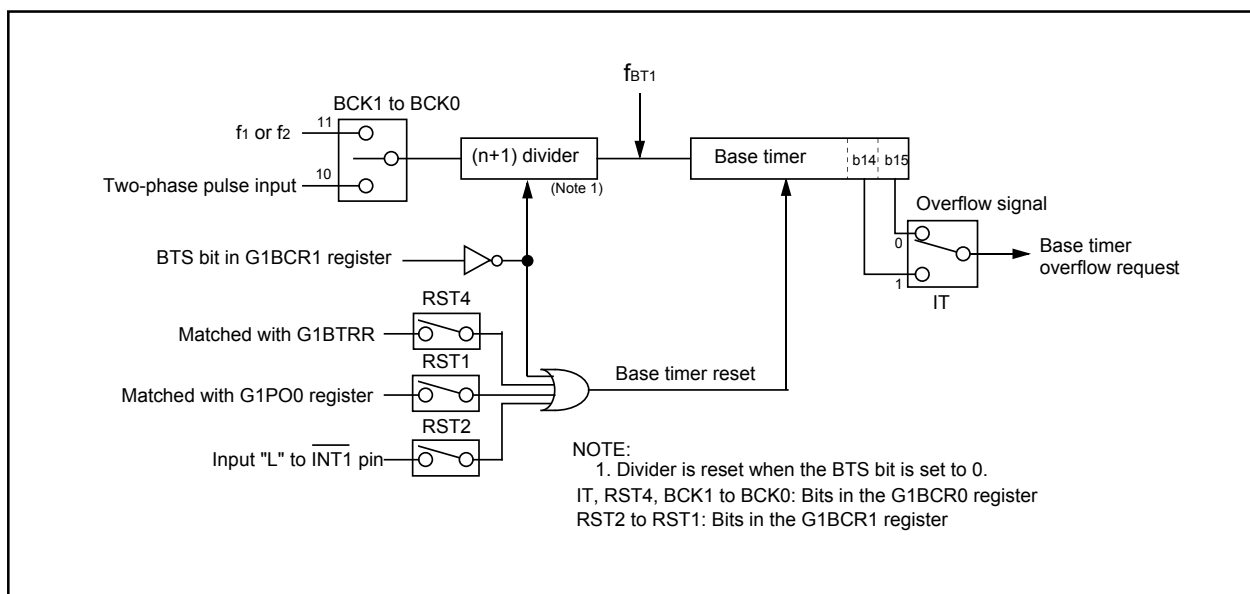 fBT1
BCK1 to BCK0
f1 or f2
11
(n+1) divider
Base timer
b14
b15
Two-phase pulse input
10
(Note 1)
Overflow signal
0
BTS bit in G1BCR1 register
Base timer
overflow request
1
IT
RST4
Matched with G1BTRR
RST1
Base timer reset
Matched with G1PO0 register
RST2
Input "L" to INT1 pin
NOTE:
1. Divider is reset when the BTS bit is set to 0.
IT, RST4, BCK1 to BCK0: Bits in the G1BCR0 register
RST2 to RST1: Bits in the G1BCR1 register